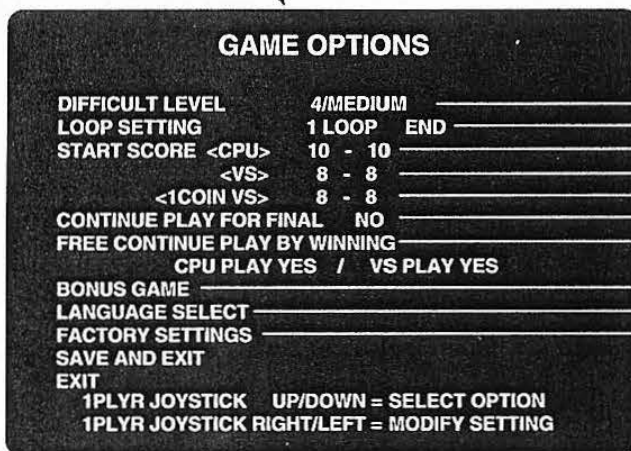 GAME OPTIONS
DIFFICULT LEVEL 4/MEDIUM
LOOP SETTING 1 LOOP END
START SCORE <CPU> 10 - 10
<VS> 8 - 8
<1COIN VS> 8 - 8
CONTINUE PLAY FOR FINAL NO
FREE CONTINUE PLAY BY WINNING
CPU PLAY YES / VS PLAY YES
BONUS GAME
LANGUAGE SELECT
FACTORY SETTINGS
SAVE AND EXIT
EXIT
1PLYR JOYSTICK UP/DOWN = SELECT OPTION
1PLYR JOYSTICK RIGHT/LEFT = MODIFY SETTING